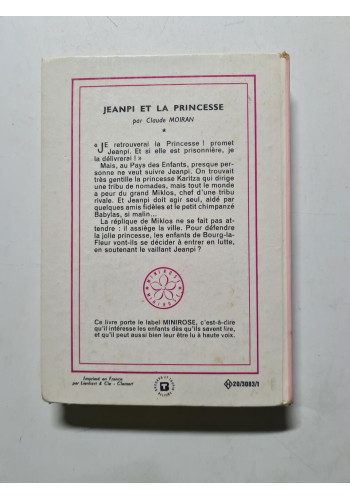 JEANPI ET LA PRINCESSE
par Claude MOIRAN
« JE retrouverai la Princesse ! promet
Jeanpi. Et si elle est prisonnière, je
la délivrerai ! »
Mais, au Pays des Enfants, presque per-
sonne ne veut suivre Jeanpi. On trouvait
très gentille la princesse Karitza qui dirige
une tribu de nomades, mais tout le monde
a peur du grand Miklos, chef d'une tribu
rivale. Et Jeanpi doit agir seul, aidé par
quelques amis fidèles et le petit chimpanzé
Babylas, si malin...
La réplique de Miklos ne se fait pas at-
tendre : il assiège la ville. Pour défendre
la jolie princesse, les enfants de Bourg-la-
Fleur vont-ils se décider à entrer en lutte,
en soutenant le vaillant Jeanpi ?
MINIROSE
Ce livre porte le label MINIROSE, c'est-à-dire
qu'il intéresse les enfants dès qu'ils savent lire,
et qu'il peut aussi bien leur être lu à haute voix.
Imprimé en France
par Lienhart & Cie - Clamart
T
H 20/3083/1